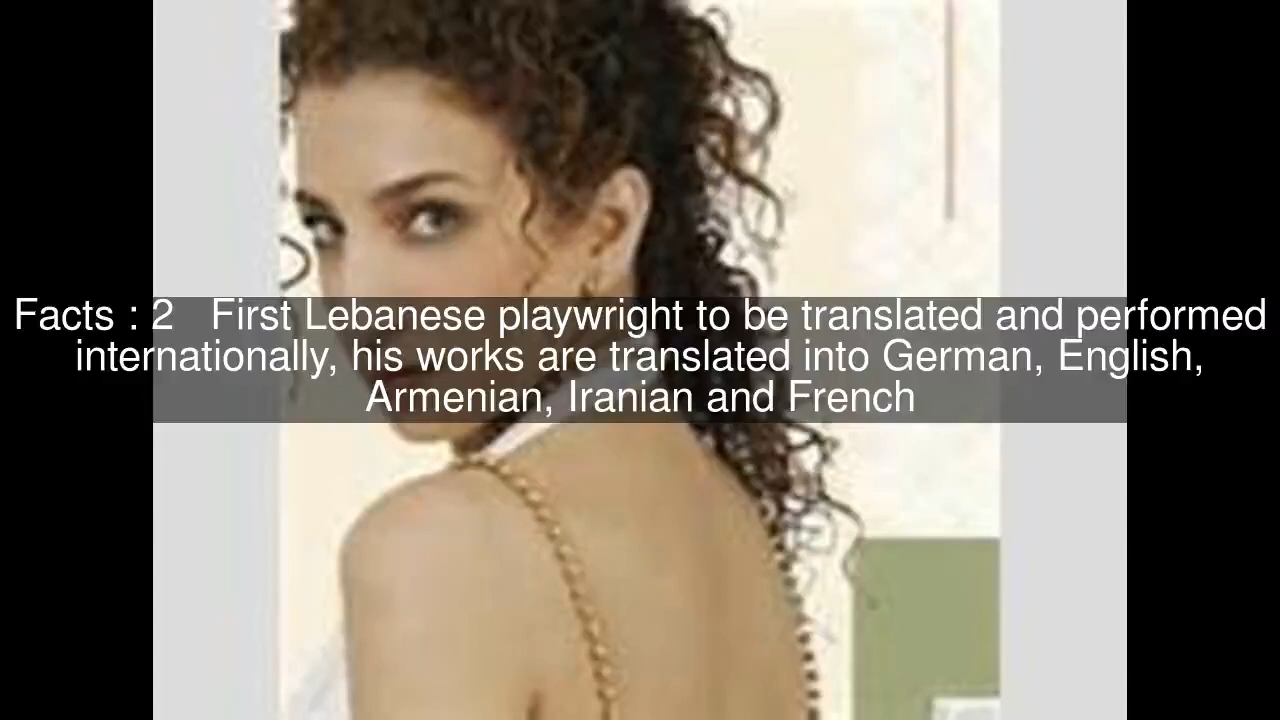 Facts : 2   First Lebanese playwright to be translated and performed
internationally, his works are translated into German, English,
Armenian, Iranian and French